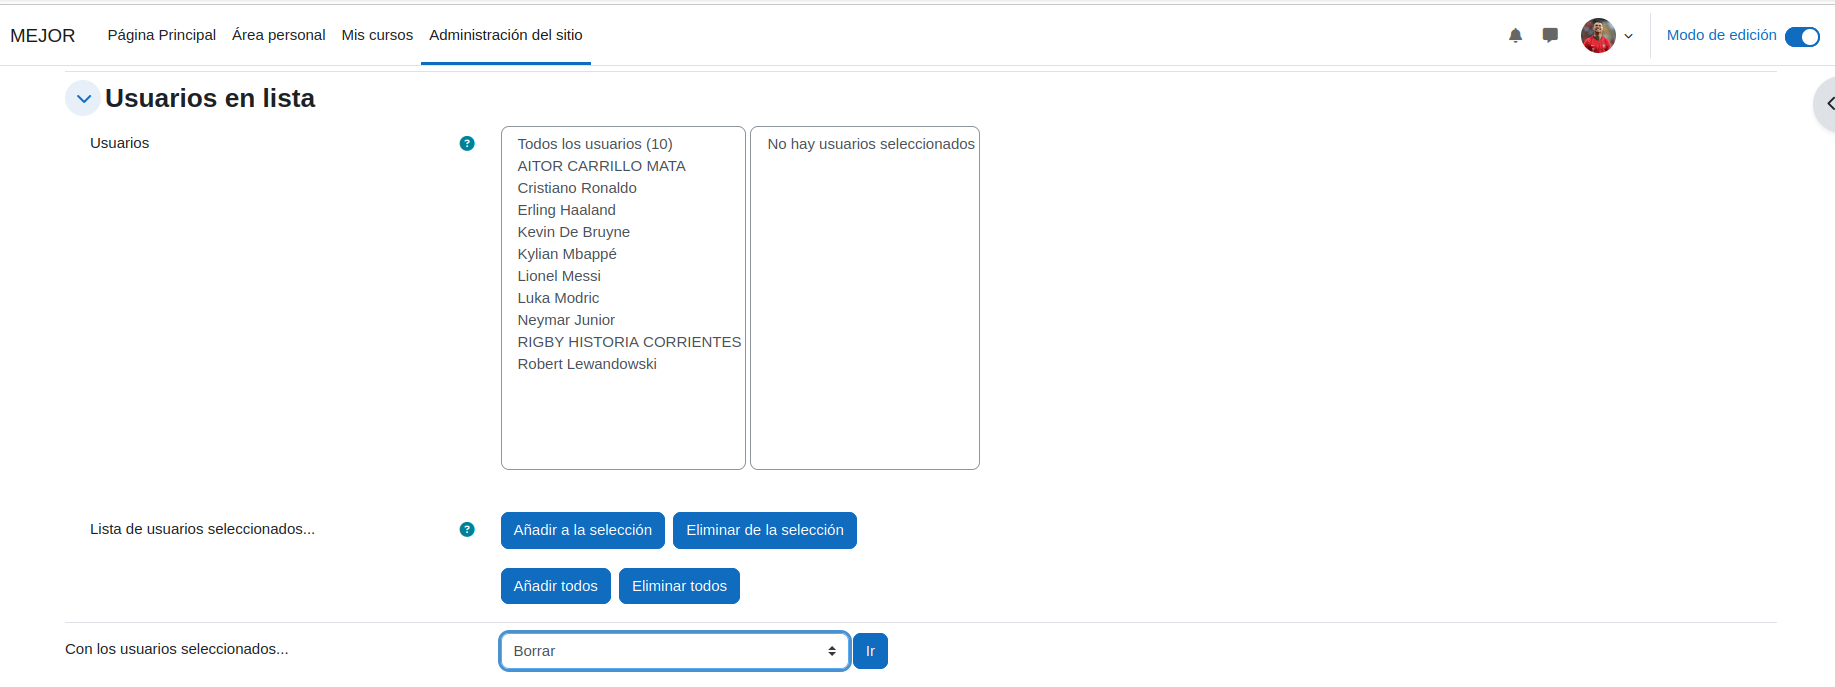 MEJOR Página Principal Área personal Mis cursos Administración del sitio Modo de edición
Usuarios en lista
Usuarios ?
Todos los usuarios (10)
AITOR CARRILLO MATA
Cristiano Ronaldo
Erling Haaland
Kevin De Bruyne
Kylian Mbappé
Lionel Messi
Luka Modric
Neymar Junior
RIGBY HISTORIA CORRIENTES
Robert Lewandowski
No hay usuarios seleccionados
Lista de usuarios seleccionados... ? Añadir a la selección Eliminar de la selección
Añadir todos Eliminar todos
Con los usuarios seleccionados... Borrar Ir